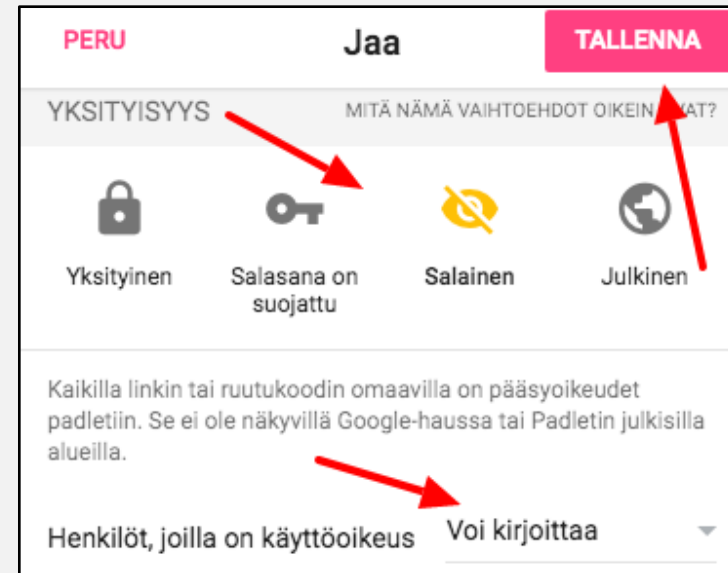 PERU Jaa TALLENNA
YKSITYISYYS MITÄ NÄMÄ VAIHTOEHDOT OIKEIN
Yksityinen Salasana on Salainen Julkinen
suojattu
Kaikilla linkin tai ruutukoodin omaavilla on pääsyoikeudet
padletiin. Se ei ole näkyvillä Google-haussa tai Padletin julkisilla
alueilla.
Henkilöt, joilla on käyttöoikeus Voi kirjoittaa